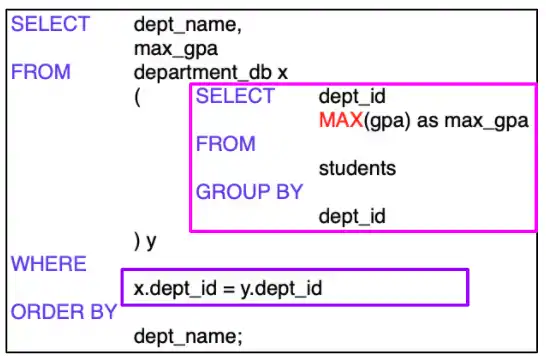 SELECT dept_name,
max_gpa
FROM department_db x
( SELECT dept_id
MAX(gpa) as max_gpa
FROM
students
GROUP BY
dept_id
) y
WHERE
x.dept_id = y.dept_id
ORDER BY
dept_name;